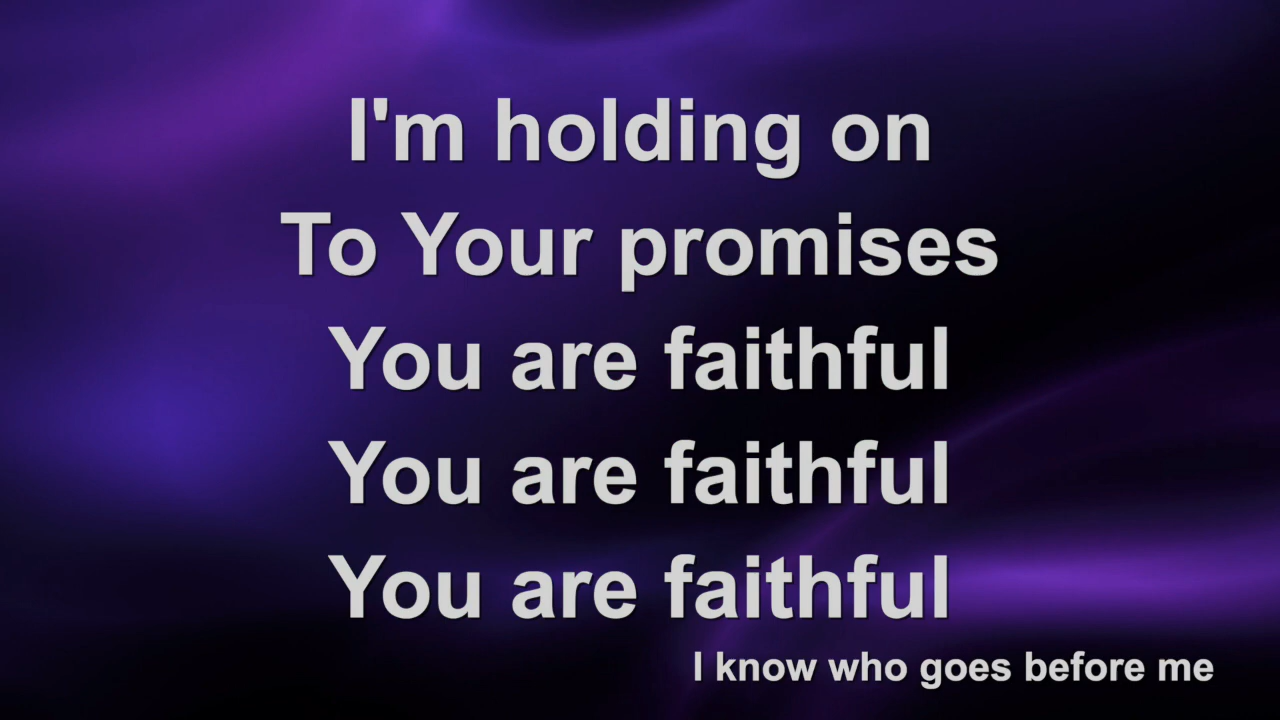 I'm holding on
To Your promises
You are faithful
You are faithful
You are faithful
I know who goes before me